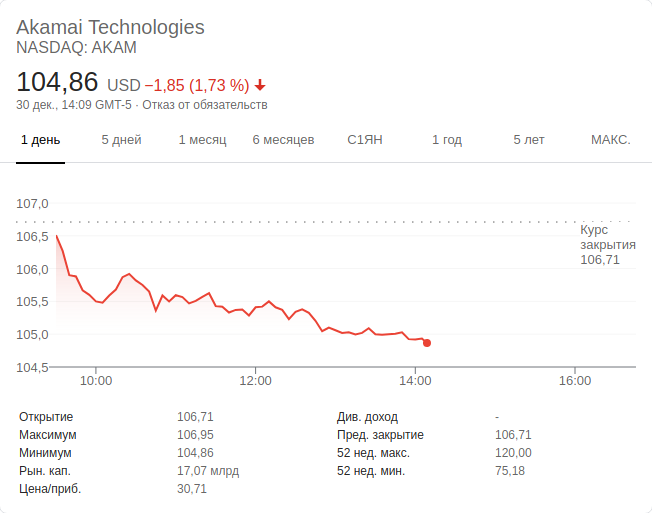 Akamai Technologies
NASDAQ: AKAM
104,86 USD −1,85 (1,73 %)
30 дек., 14:09 GMT-5 · Отказ от обязательств
1 день 5 дней 1 месяц 6 месяцев С1ЯН 1 год 5 лет МАКС.
107,0
106,5
106,0
105,5
105,0
104,5
Курс
закрытия
106,71
10:00 12:00 14:00 16:00
Открытие 106,71 Див. доход -
Максимум 106,95 Пред. закрытие 106,71
Минимум 104,86 52 нед. макс. 120,00
Рын. кап. 17,07 млрд 52 нед. мин. 75,18
Цена/приб. 30,71